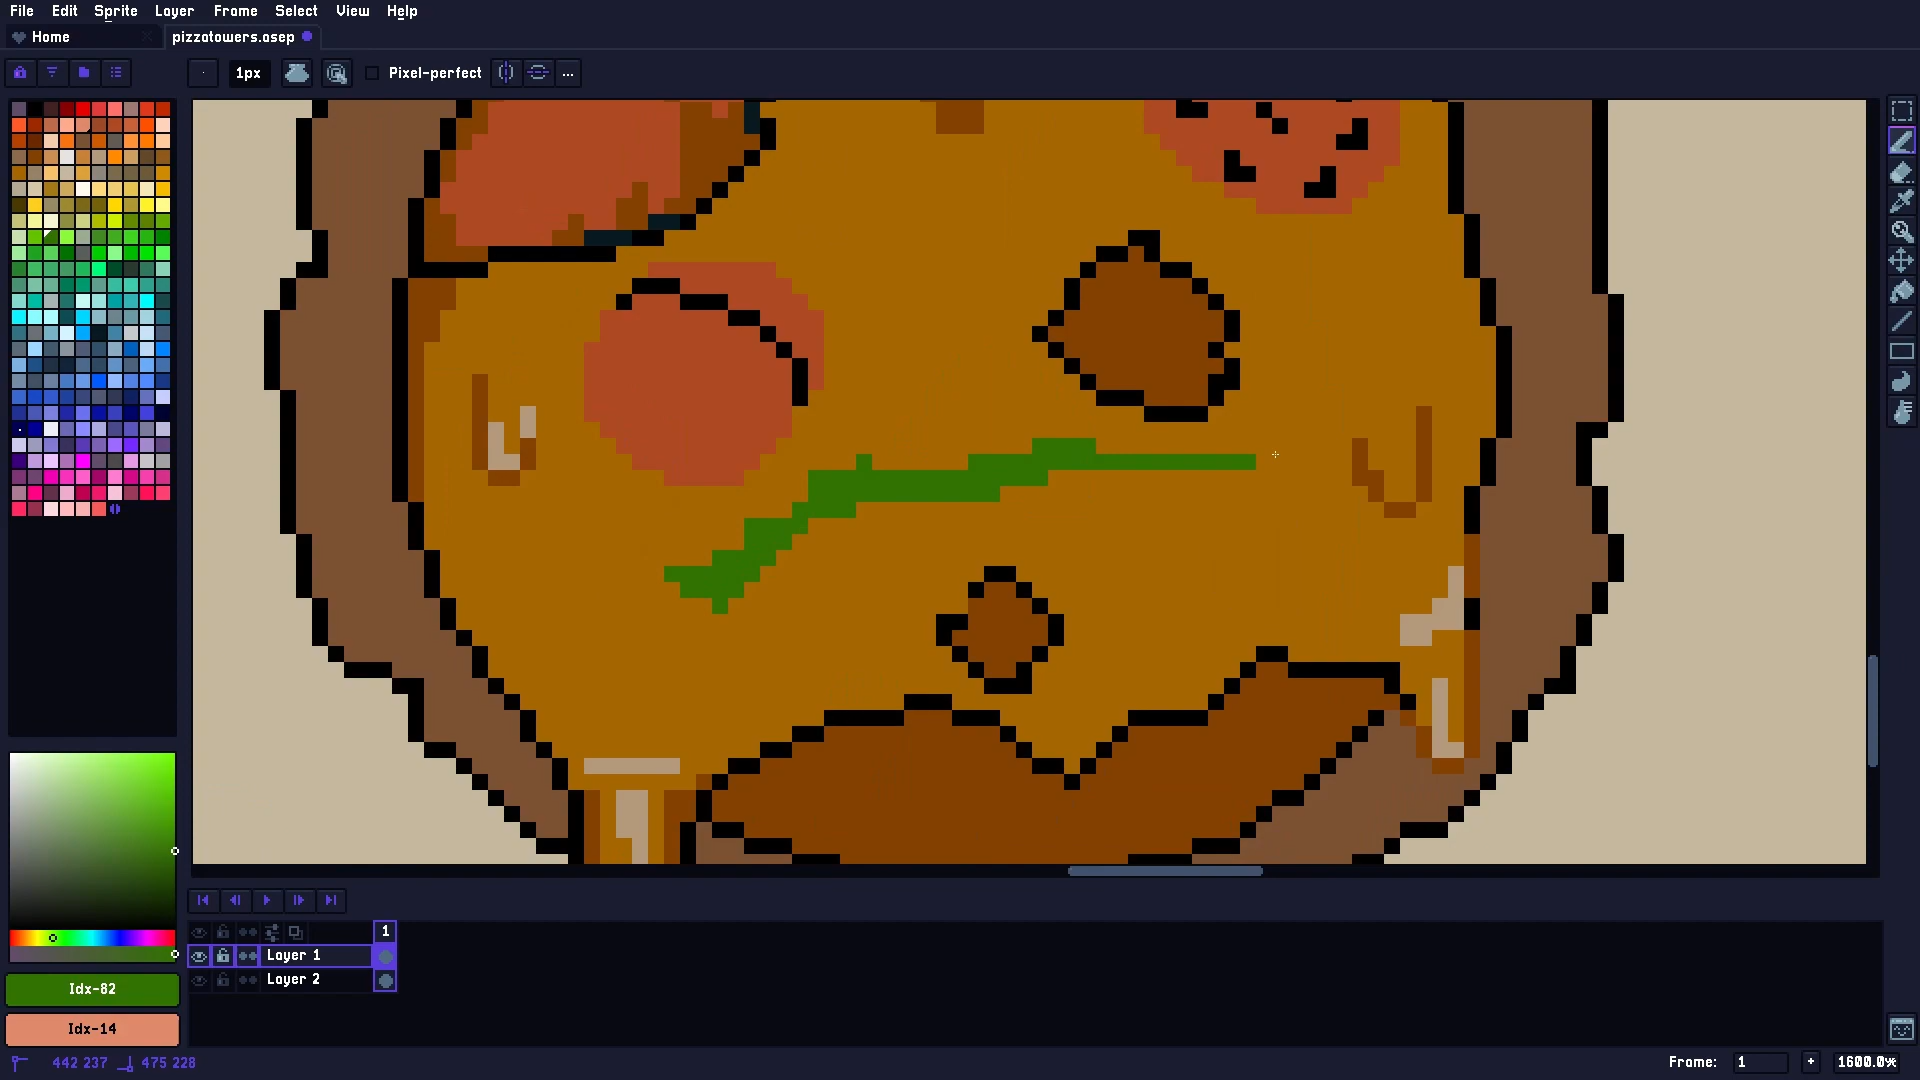 File Edit Sprite Layer Frame Select View Help
Home pizzatowers.asep
1px Pixel-perfect ...
1
Layer 1
Layer 2
Idx-82
Idx-14
442 237 475 228 Frame: 1 + 1600.0%